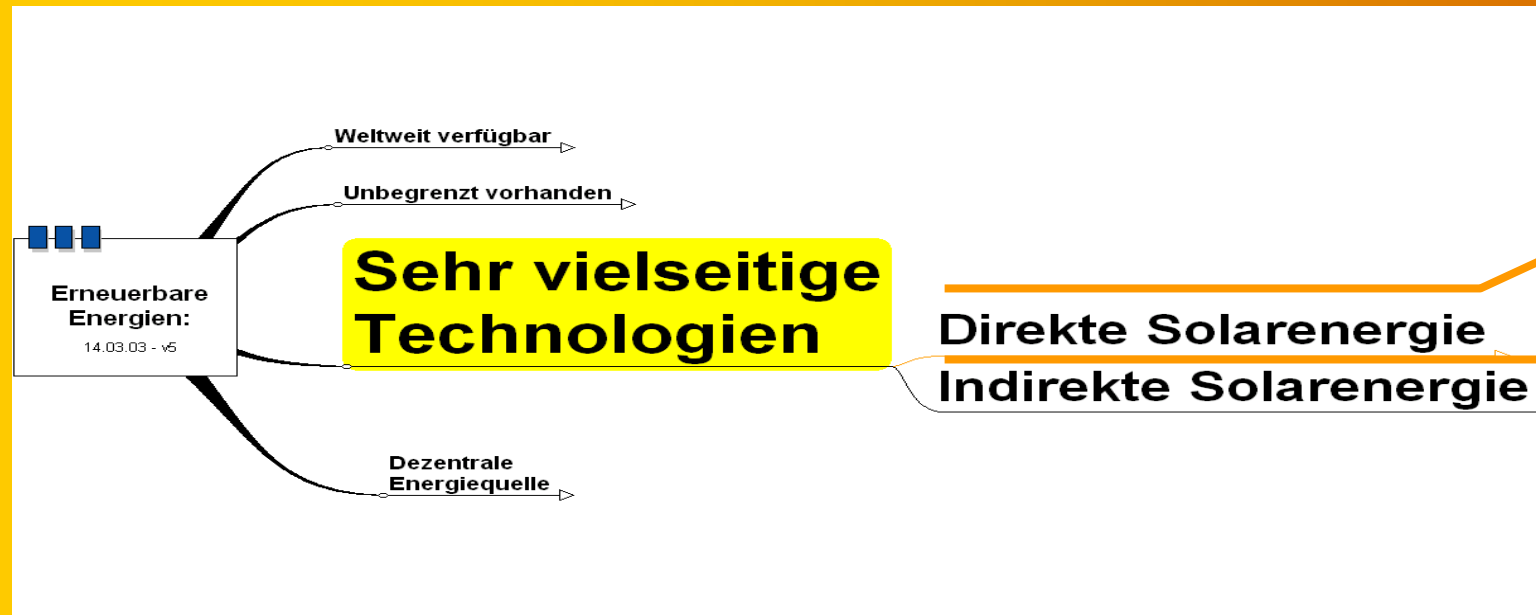 Weltweit verfügbar
Unbegrenzt vorhanden
Erneuerbare
Energien:
14.03.03 - v5
Sehr vielseitige
Technologien
Direkte Solarenergie
Indirekte Solarenergie
Dezentrale
Energiequelle